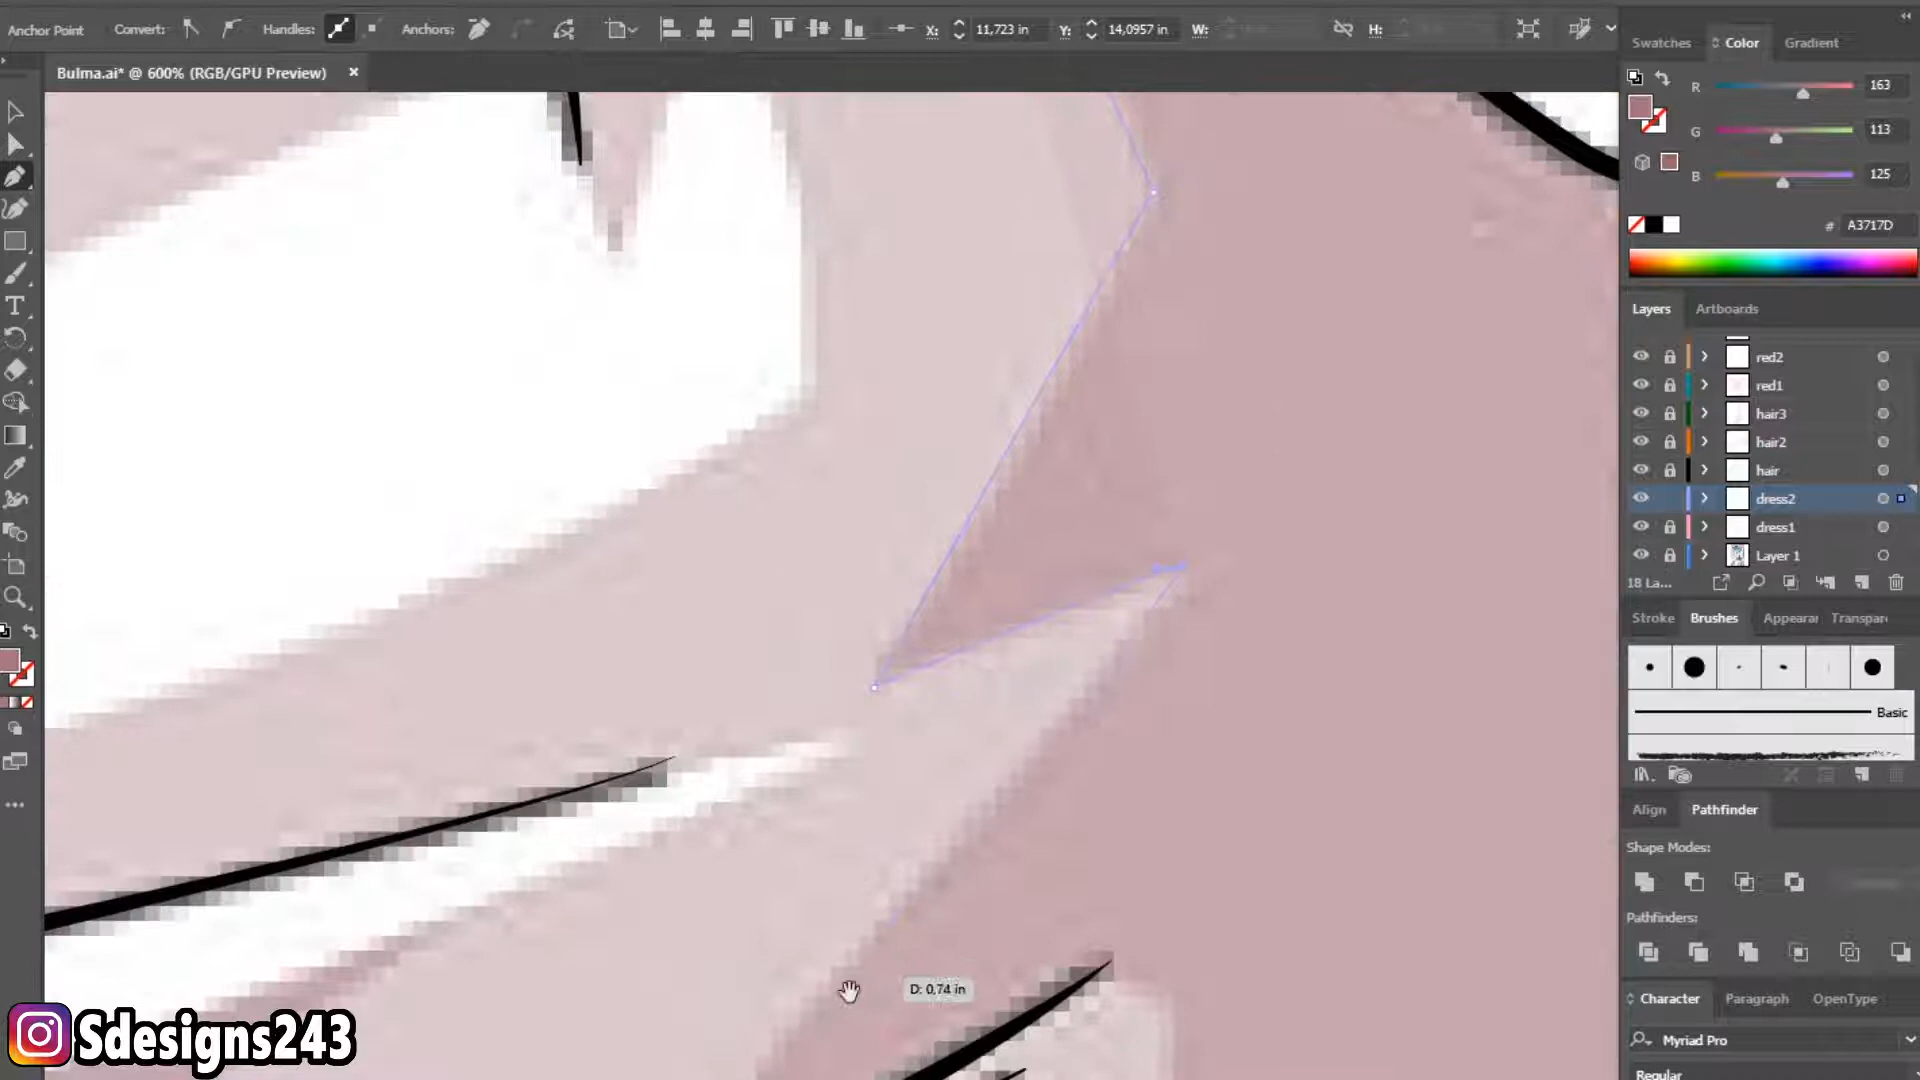 Anchor Point Convert: Handles: Anchors: X: 11,723 in Y: 14,0957 in W: H:
Bulma.ai* @ 600% (RGB/GPU Preview) ×
Swatches Color Gradient
R 163
G 113
B 125
# A3717D
Layers Artboards
red2
red1
hair3
hair2
hair
dress2
dress1
Layer 1
18 La...
Stroke Brushes Appearar Transpare
Basic
Align Pathfinder
Shape Modes:
Pathfinders:
Character Paragraph OpenType
Myriad Pro
Regular
D: 0,74 in
Sdesigns243